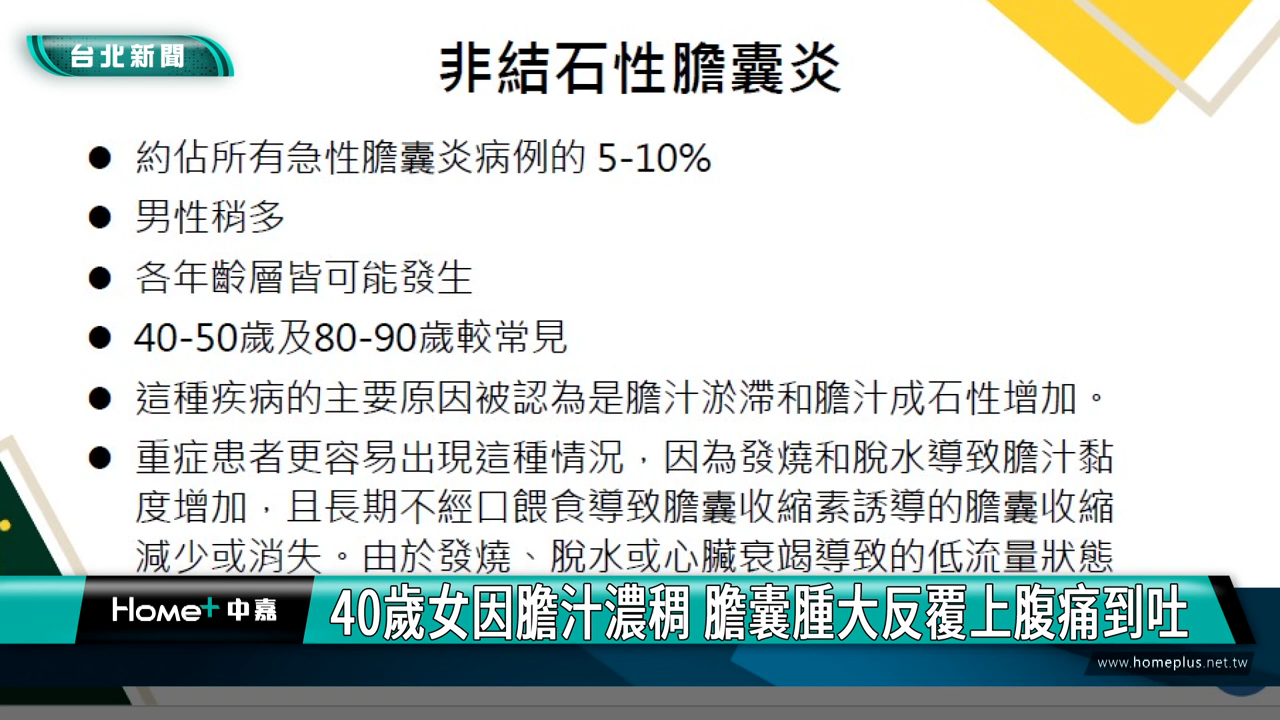 台北新聞
非結石性膽囊炎
● 約佔所有急性膽囊炎病例的 5-10%
● 男性稍多
● 各年齡層皆可能發生
● 40-50歲及80-90歲較常見
● 這種疾病的主要原因被認為是膽汁淤滯和膽汁成石性增加。
● 重症患者更容易出現這種情況，因為發燒和脫水導致膽汁黏
度增加，且長期不經口餵食導致膽囊收縮素誘導的膽囊收縮
減少或消失。由於發燒、脫水或心臟衰竭導致的低流量狀態
Home+ 中嘉
40歲女因膽汁濃稠 膽囊腫大反覆上腹痛到吐
www.homeplus.net.tw